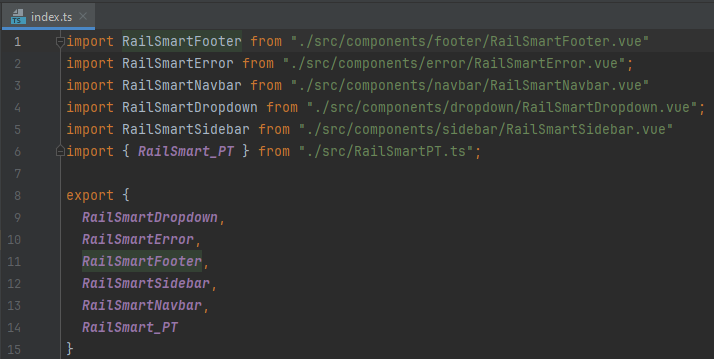 index.ts
1 import RailSmartFooter from "./src/components/footer/RailSmartFooter.vue"
2 import RailSmartError from "./src/components/error/RailSmartError.vue";
3 import RailSmartNavbar from "./src/components/navbar/RailSmartNavbar.vue"
4 import RailSmartDropdown from "./src/components/dropdown/RailSmartDropdown.vue";
5 import RailSmartSidebar from "./src/components/sidebar/RailSmartSidebar.vue"
6 import { RailSmart_PT } from "./src/RailSmartPT.ts";
7
8 export {
9 RailSmartDropdown,
10 RailSmartError,
11 RailSmartFooter,
12 RailSmartSidebar,
13 RailSmartNavbar,
14 RailSmart_PT
15 }